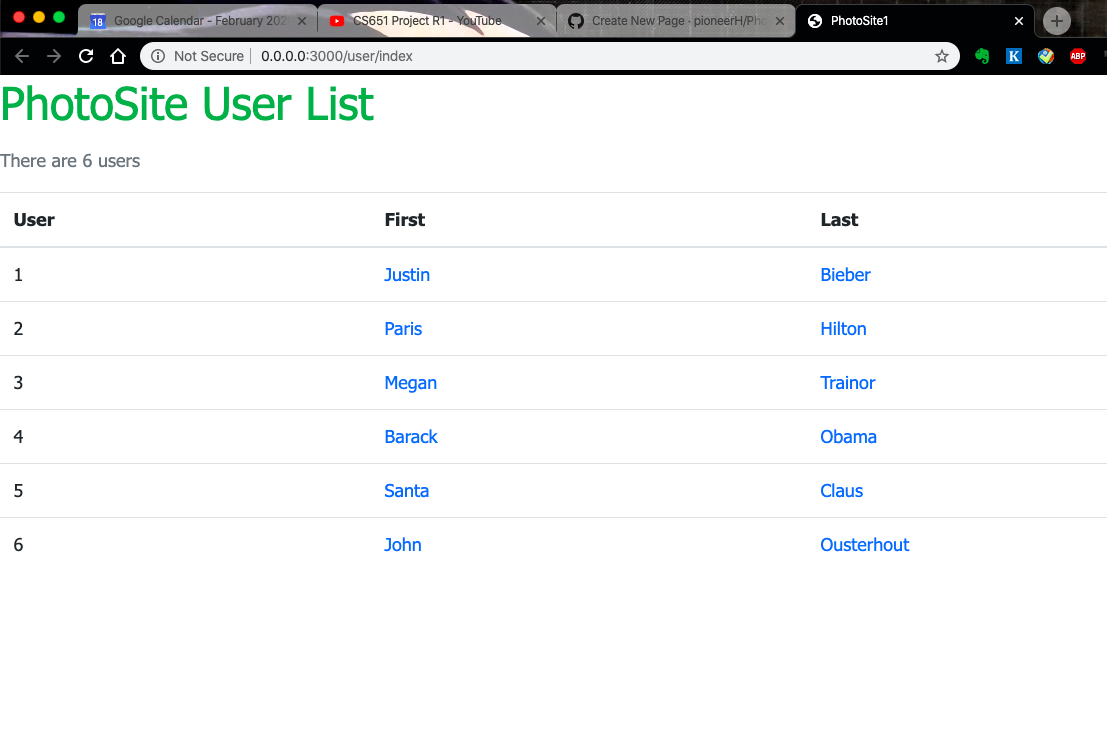 18 Google Calendar - February 202
CS651 Project R1 - YouTube
Create New Page · pioneerH/Pho
PhotoSite1
Not Secure 0.0.0.0:3000/user/index
K
ABP
PhotoSite User List
There are 6 users
User First Last
1 Justin Bieber
2 Paris Hilton
3 Megan Trainor
4 Barack Obama
5 Santa Claus
6 John Ousterhout